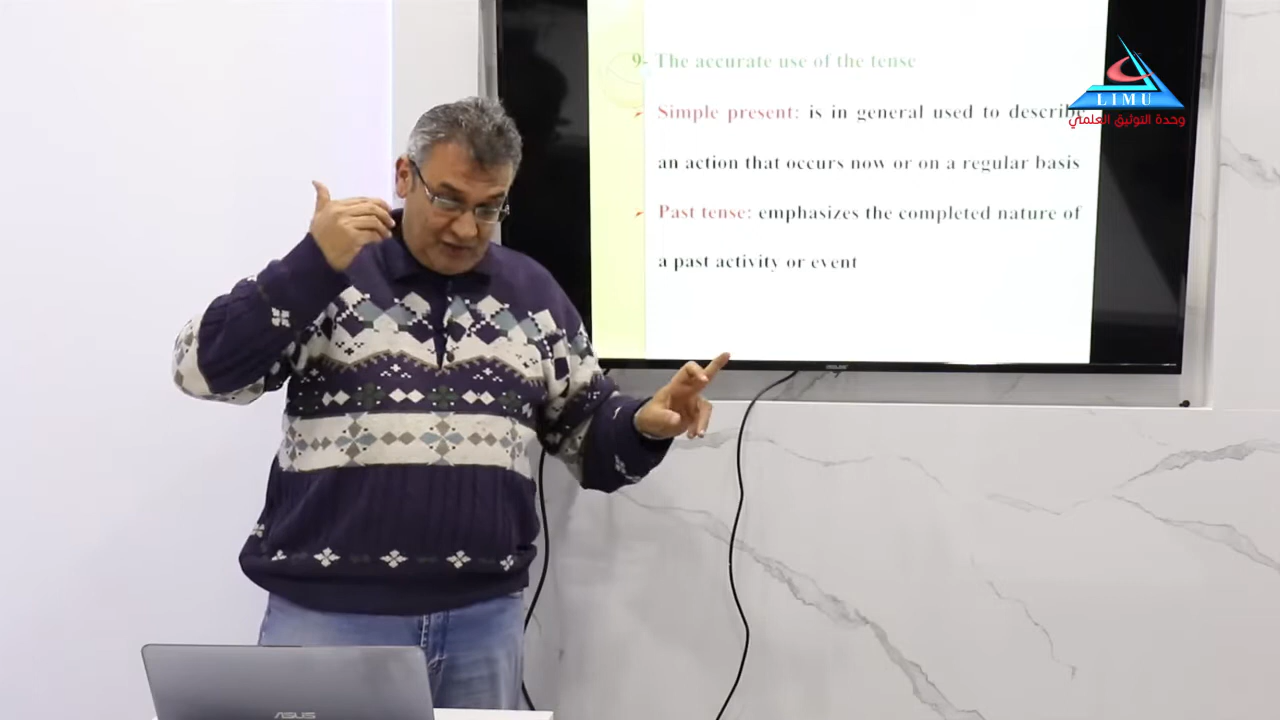 9- The accurate use of the tense
Simple present: is in general used to describe
an action that occurs now or on a regular basis
Past tense: emphasizes the completed nature of
a past activity or event
LIMU
وحدة التوثيق العلمي
ASUS
ASUS